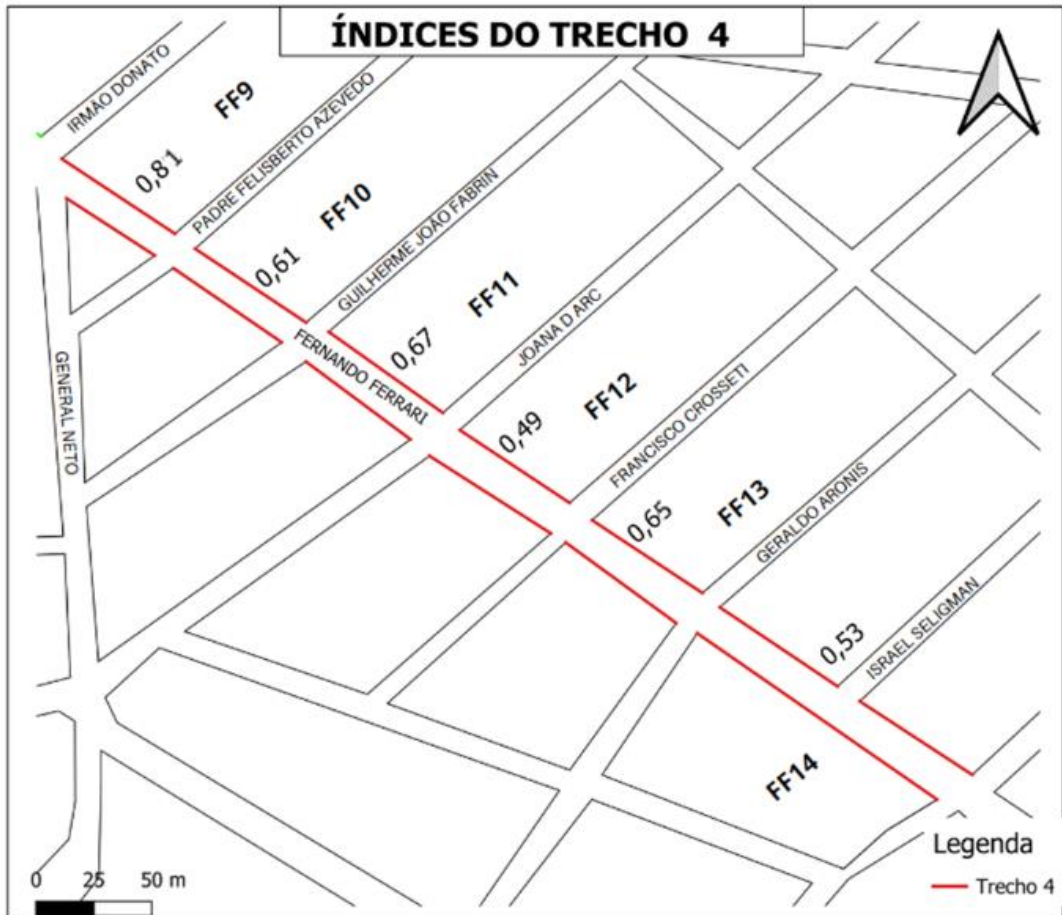 ÍNDICES DO TRECHO 4
IRMAO DONATO
FF9
0,81
PADRE FELISBERTO AZEVEDO
FF10
0,61
GUILHERME JOÃO FABRIN
FF11
0,67
FERNANDO FERRARI
JOANA D ARC
FF12
0,49
GENERAL NETO
FRANCISCO CROSSETI
FF13
0,65
GERALDO ARONIS
0,53
ISRAEL SELIGMAN
FF14
Legenda
Trecho 4
0 25 50 m